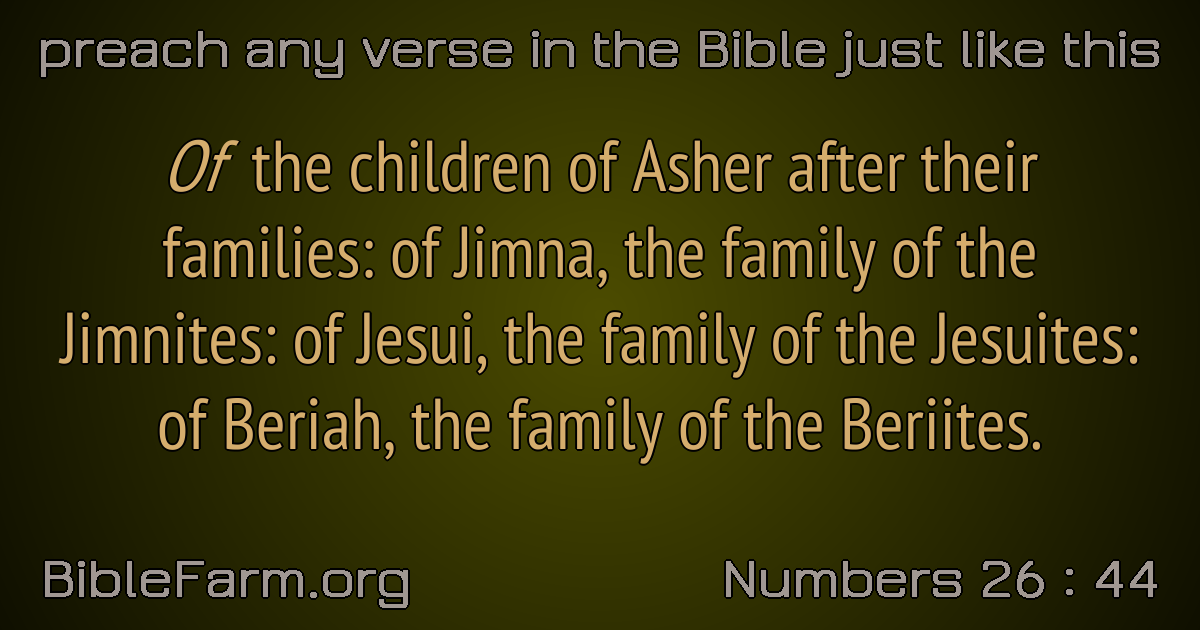 preach any verse in the Bible just like this
Of the children of Asher after their
families: of Jimna, the family of the
Jimnites: of Jesui, the family of the Jesuites:
of Beriah, the family of the Beriites.
BibleFarm.org
Numbers 26 : 44